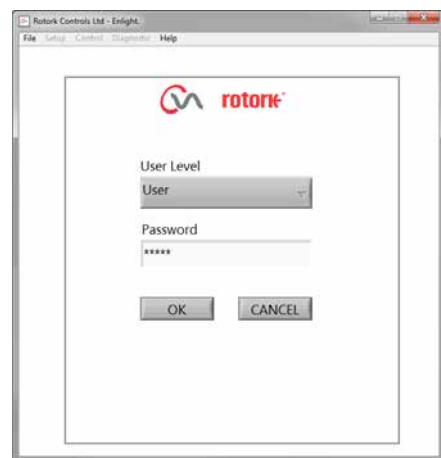 Rotork Controls Ltd - Enlight.
File Setup Control Diagnostic Help
rotork
User Level
User
Password
*****
OK CANCEL